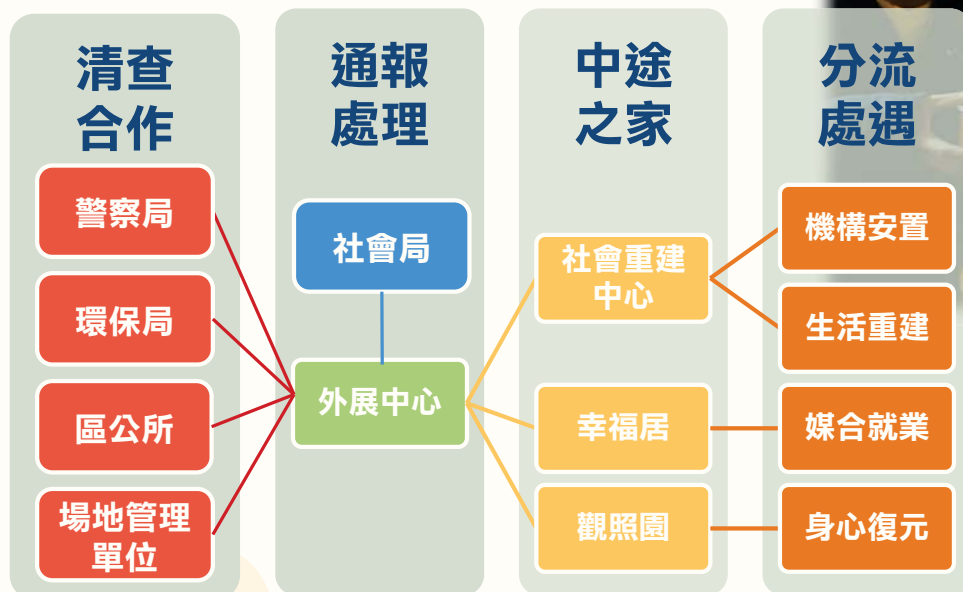 清查
合作
警察局
環保局
區公所
場地管理
單位
通報
處理
社會局
外展中心
中途
之家
社會重建
中心
幸福居
觀照園
分流
處遇
機構安置
生活重建
媒合就業
身心復元